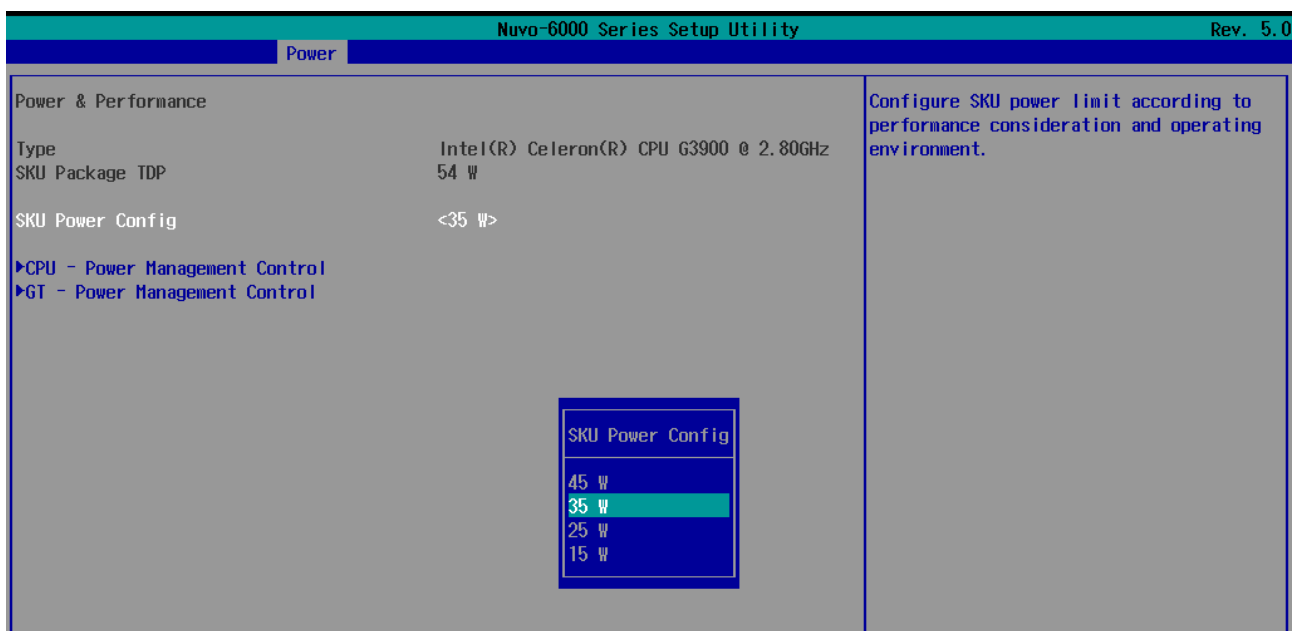 Nuvo-6000 Series Setup Utility Rev. 5.0
Power
Power & Performance
Type Intel(R) Celeron(R) CPU G3900 @ 2.80GHz
SKU Package TDP 54 W
SKU Power Config <35 W>
▶CPU - Power Management Control
▶GT - Power Management Control
Configure SKU power limit according to
performance consideration and operating
environment.
SKU Power Config
45 W
35 W
25 W
15 W